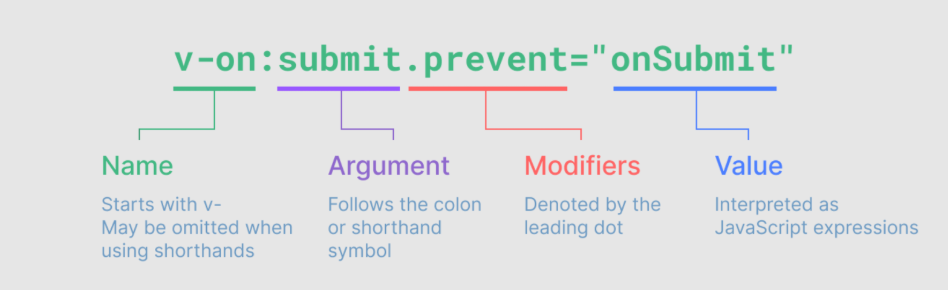 v-on:submit.prevent="onSubmit"
Name
Starts with v-
May be omitted when
using shorthands
Argument
Follows the colon
or shorthand
symbol
Modifiers
Denoted by the
leading dot
Value
Interpreted as
JavaScript expressions